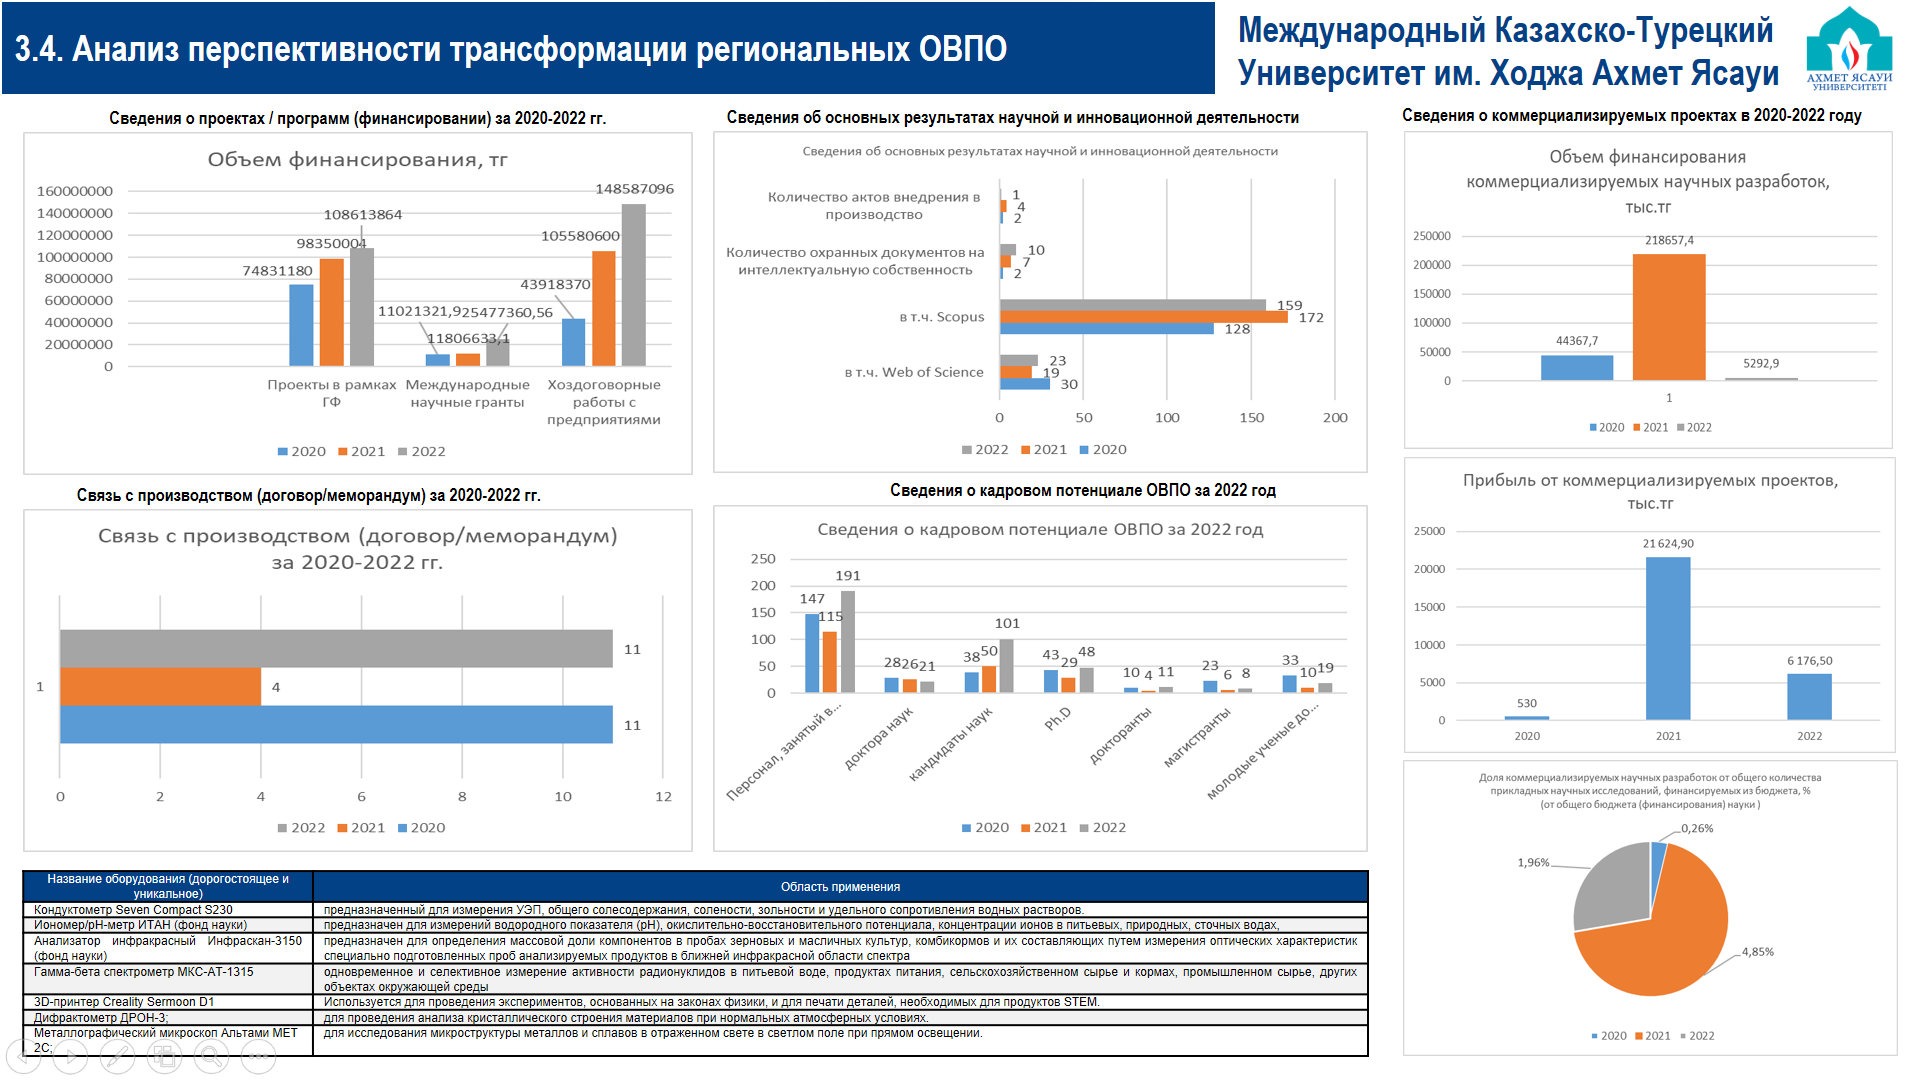 3.4. Анализ перспективности трансформации региональных ОВПО
Международный Казахско-Турецкий
Университет им. Ходжа Ахмет Ясауи
АХМЕТ ЯСАУИ
УНИВЕРСИТЕТІ
Сведения о проектах / программ (финансировании) за 2020-2022 гг.
Объем финансирования, тг
160000000
140000000
120000000
100000000
80000000
60000000
40000000
20000000
0
74831180
98350004
108613864
11021321,9
11806633,1
25477360,56
43918370
105580600
148587096
Проекты в рамках
ГФ
Международные
научные гранты
Хоздоговорные
работы с
предприятиями
2020 2021 2022
Связь с производством (договор/меморандум) за 2020-2022 гг.
Связь с производством (договор/меморандум)
за 2020-2022 гг.
11
1
4
11
0 2 4 6 8 10 12
2022 2021 2020
Сведения об основных результатах научной и инновационной деятельности
Сведения об основных результатах научной и инновационной деятельности
Количество актов внедрения в
производство
1
4
2
Количество охранных документов на
интеллектуальную собственность
10
7
2
в т.ч. Scopus
159
172
128
в т.ч. Web of Science
23
19
30
0 50 100 150 200
2022 2021 2020
Сведения о кадровом потенциале ОВПО за 2022 год
Сведения о кадровом потенциале ОВПО за 2022 год
250
200
150
100
50
0
147 115 191
28 26 21
38 50 101
43 29 48
10 4 11
23 6 8
33 10 19
Персонал, занятый в...
доктора наук
кандидаты наук
Ph.D
докторанты
магистранты
молодые ученые до...
2020 2021 2022
Сведения о коммерциализируемых проектах в 2020-2022 году
Объем финансирования
коммерциализируемых научных разработок,
тыс.тг
250000
200000
150000
100000
50000
0
44367,7
218657,4
5292,9
1
2020 2021 2022
Прибыль от коммерциализируемых проектов,
тыс.тг
25000
20000
15000
10000
5000
0
530
21 624,90
6 176,50
2020 2021 2022
Доля коммерциализируемых научных разработок от общего количества
прикладных научных исследований, финансируемых из бюджета, %
(от общего бюджета (финансирования) науки )
0,26%
1,96%
4,85%
2020 2021 2022
Название оборудования (дорогостоящее и
уникальное)
Область применения
Кондуктометр Seven Compact S230
предназначенный для измерения УЭП, общего солесодержания, солености, зольности и удельного сопротивления водных растворов.
Иономер/pH-метр ИТАН (фонд науки)
предназначен для измерений водородного показателя (pH), окислительно-восстановительного потенциала, концентрации ионов в питьевых, природных, сточных водах,
Анализатор инфракрасный Инфраскан-3150
(фонд науки)
предназначен для определения массовой доли компонентов в пробах зерновых и масличных культур, комбикормов и их составляющих путем измерения оптических характеристик
специально подготовленных проб анализируемых продуктов в ближней инфракрасной области спектра
Гамма-бета спектрометр МКС-АТ-1315
одновременное и селективное измерение активности радионуклидов в питьевой воде, продуктах питания, сельскохозяйственном сырье и кормах, промышленном сырье, других
объектах окружающей среды
3D-принтер Creality Sermoon D1
Используется для проведения экспериментов, основанных на законах физики, и для печати деталей, необходимых для продуктов STEM.
Дифрактометр ДРОН-3;
для проведения анализа кристаллического строения материалов при нормальных атмосферных условиях.
Металлографический микроскоп Альтами МЕТ
2С;
для исследования микроструктуры металлов и сплавов в отраженном свете в светлом поле при прямом освещении.